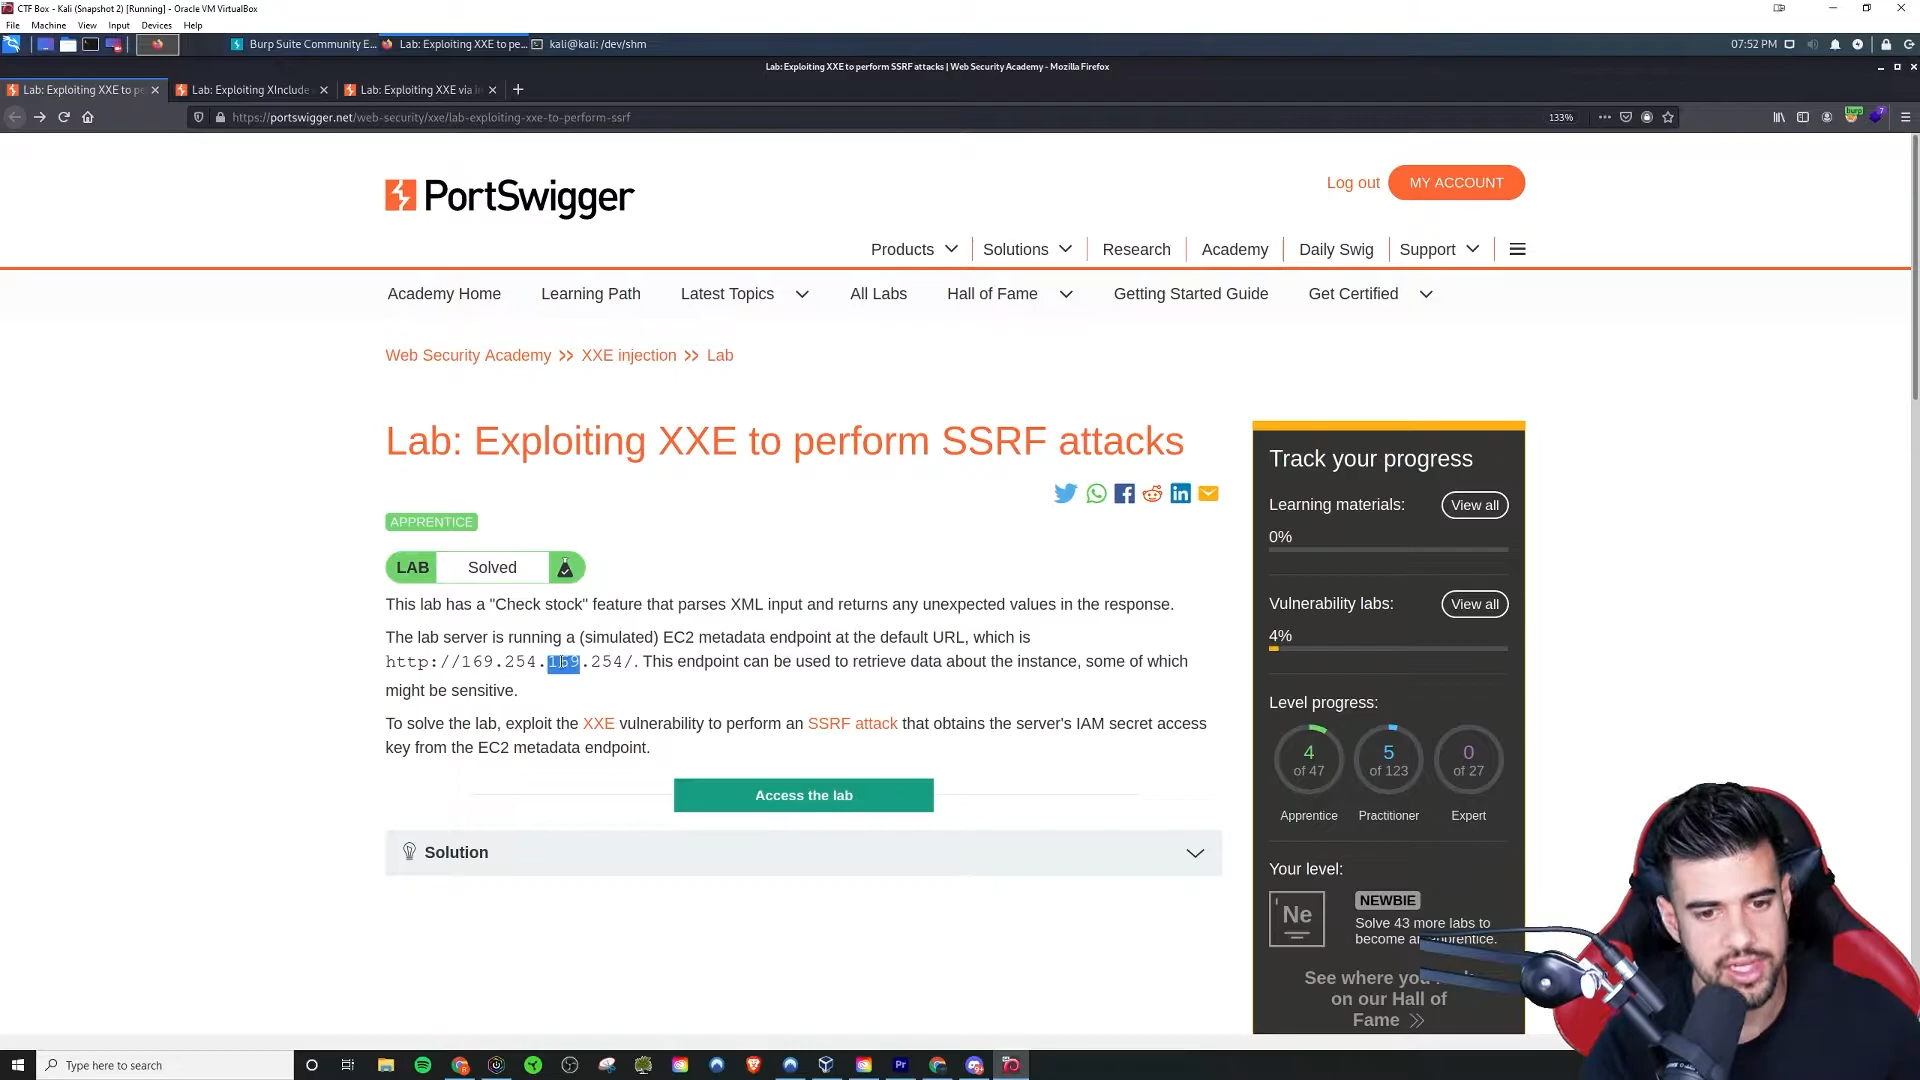 CTF Box - Kali (Snapshot 2) [Running] - Oracle VM VirtualBox
File Machine View Input Devices Help
Burp Suite Community E... Lab: Exploiting XXE to pe... kali@kali: /dev/shm 07:52 PM
Lab: Exploiting XXE to perform SSRF attacks | Web Security Academy - Mozilla Firefox
Lab: Exploiting XXE to pe Lab: Exploiting XInclude Lab: Exploiting XXE via i
https://portswigger.net/web-security/xxe/lab-exploiting-xxe-to-perform-ssrf 133% burp 7
PortSwigger
Log out MY ACCOUNT
Products Solutions Research Academy Daily Swig Support
Academy Home Learning Path Latest Topics All Labs Hall of Fame Getting Started Guide Get Certified
Web Security Academy >> XXE injection >> Lab
Lab: Exploiting XXE to perform SSRF attacks
APPRENTICE
LAB Solved
This lab has a "Check stock" feature that parses XML input and returns any unexpected values in the response.
The lab server is running a (simulated) EC2 metadata endpoint at the default URL, which is
http://169.254.169.254/. This endpoint can be used to retrieve data about the instance, some of which
might be sensitive.
To solve the lab, exploit the XXE vulnerability to perform an SSRF attack that obtains the server's IAM secret access
key from the EC2 metadata endpoint.
Access the lab
Solution
Track your progress
Learning materials: View all
0%
Vulnerability labs: View all
4%
Level progress:
4 5 0
of 47 of 123 of 27
Apprentice Practitioner Expert
Your level:
Ne
NEWBIE
Solve 43 more labs to
become an apprentice.
See where you
on our Hall of
Fame >>
Type here to search
Pr